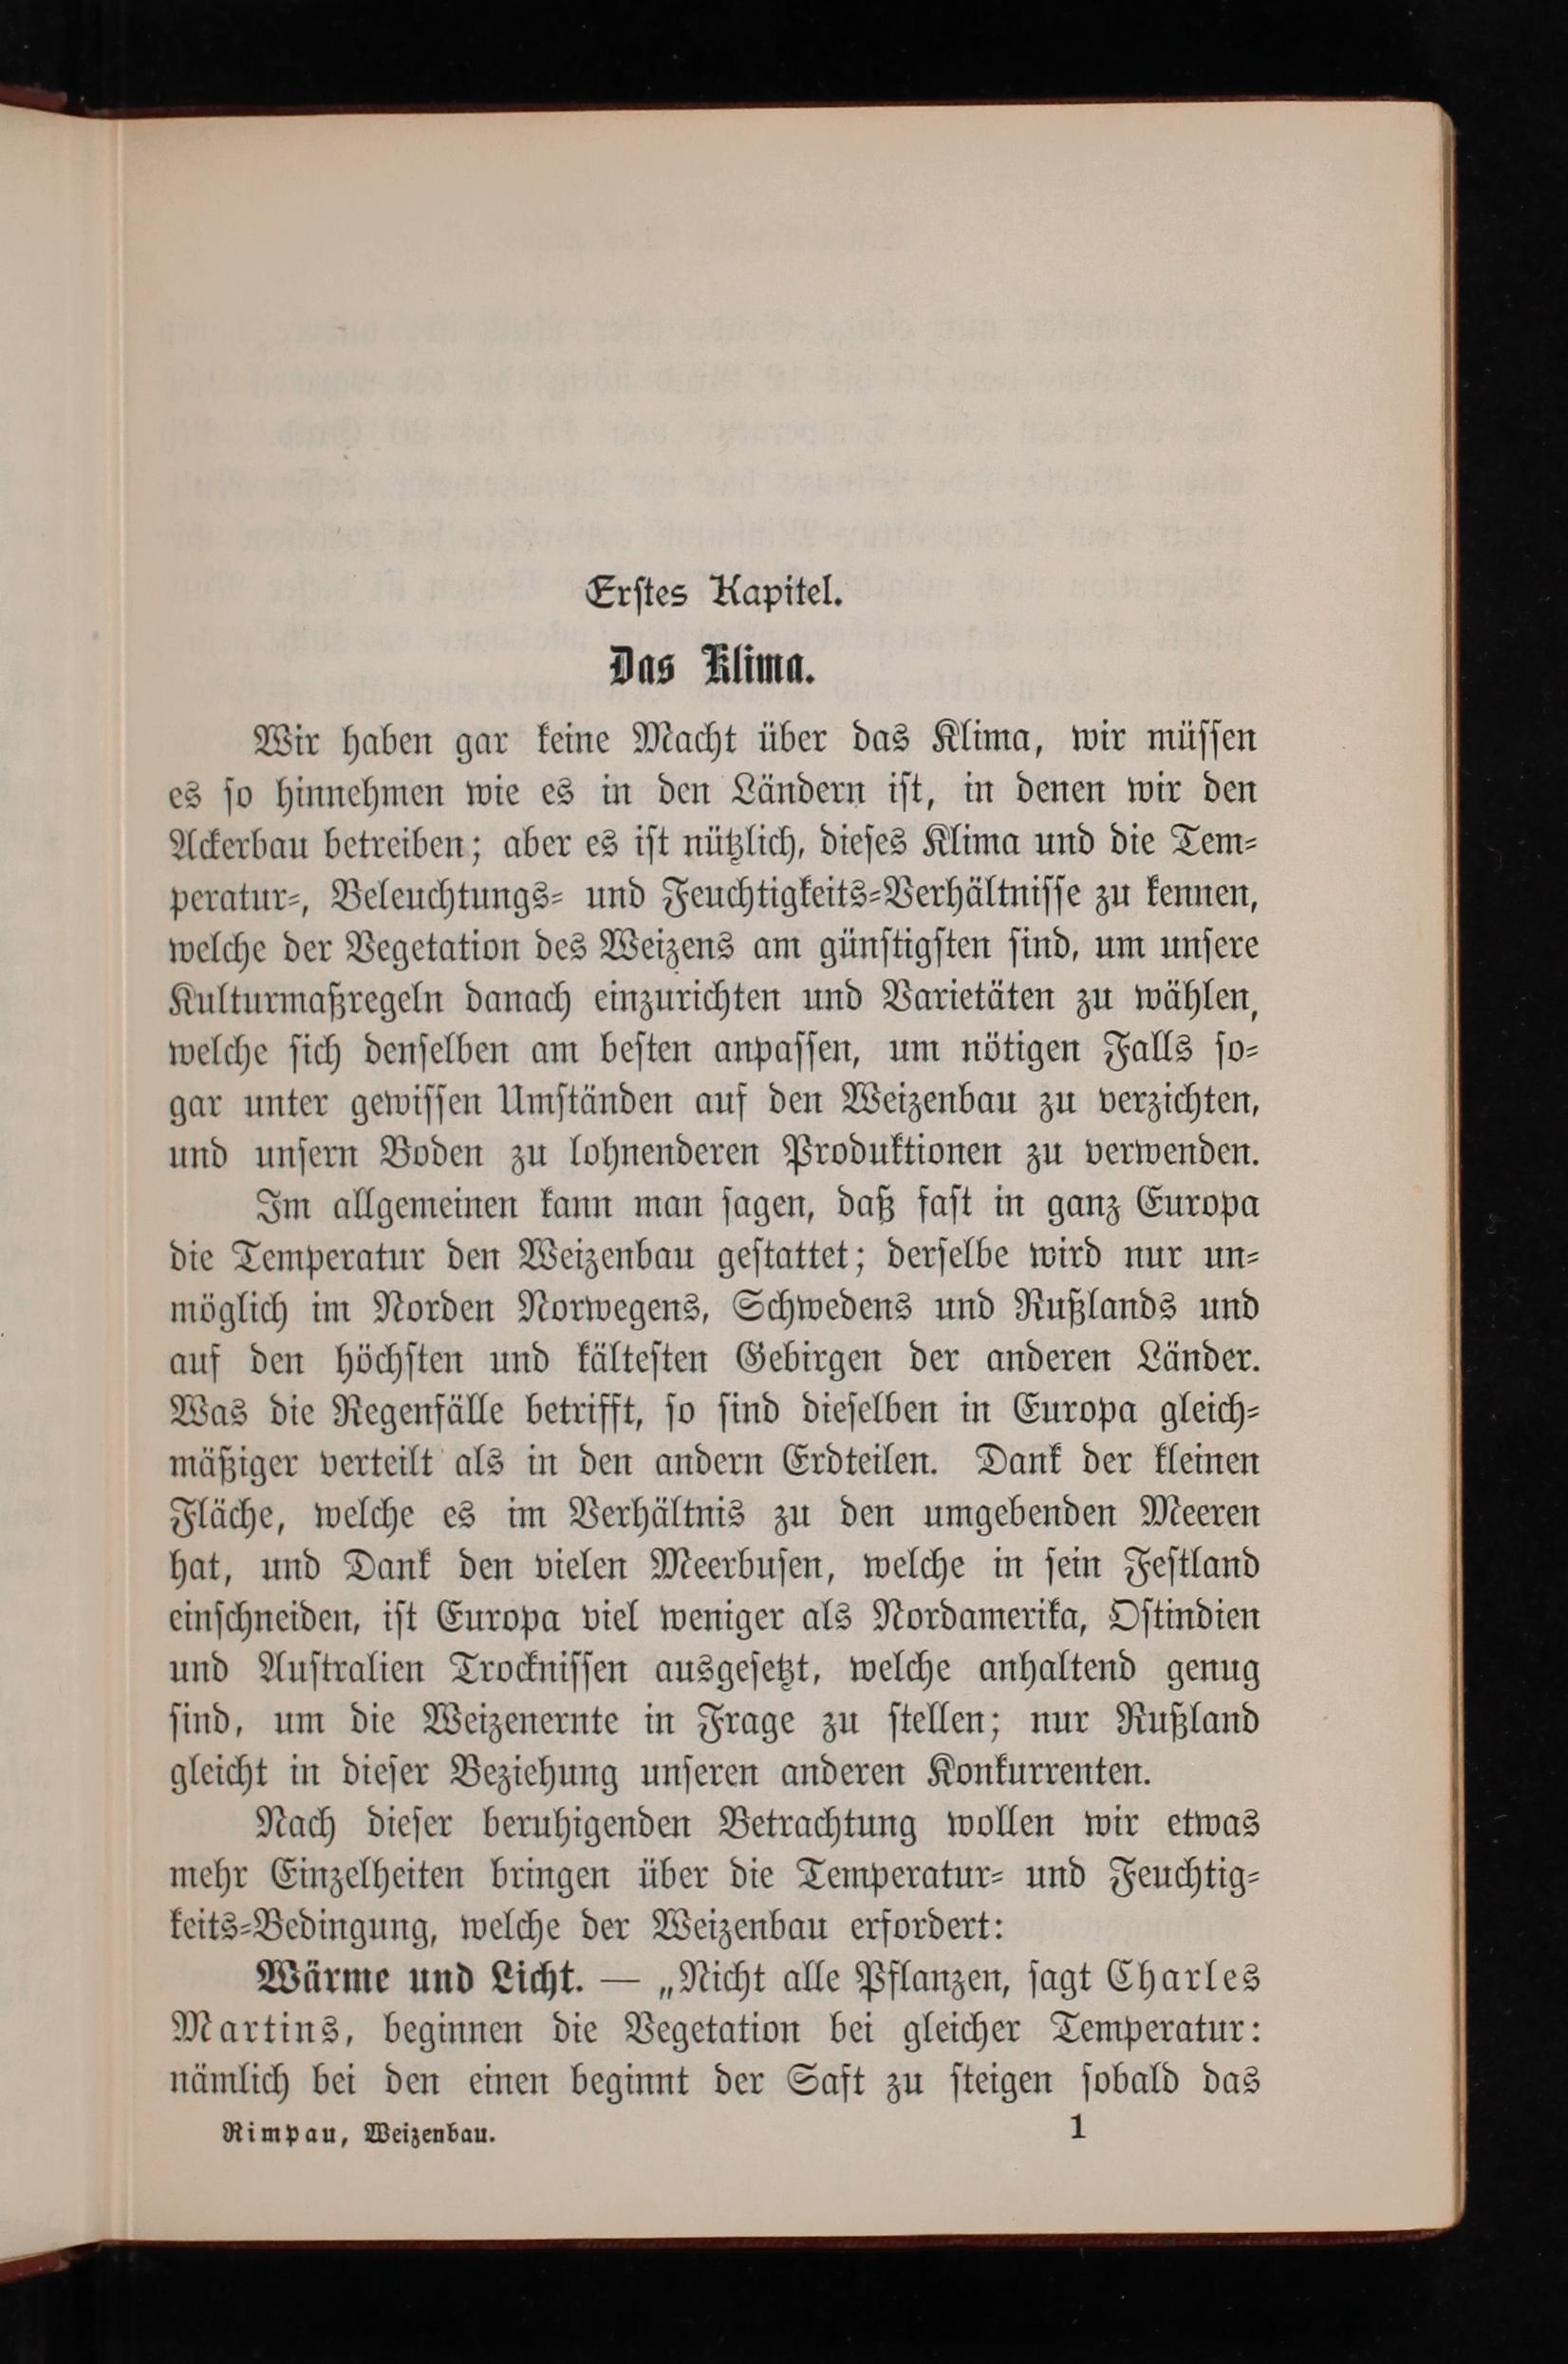 Erstes Kapitel.
Das Klima.
Wir haben gar keine Macht über das Klima, wir müssen
es so hinnehmen wie es in den Ländern ist, in denen wir den
Ackerbau betreiben; aber es ist nützlich, dieses Klima und die Tem-
peratur-, Beleuchtungs- und Feuchtigkeits-Verhältnisse zu kennen,
welche der Vegetation des Weizens am günstigsten sind, um unsere
Kulturmaßregeln danach einzurichten und Varietäten zu wählen,
welche sich denselben am besten anpassen, um nötigen Falls so-
gar unter gewissen Umständen auf den Weizenbau zu verzichten,
und unsern Boden zu lohnenderen Produktionen zu verwenden.
Im allgemeinen kann man sagen, daß fast in ganz Europa
die Temperatur den Weizenbau gestattet; derselbe wird nur un-
möglich im Norden Norwegens, Schwedens und Rußlands und
auf den höchsten und kältesten Gebirgen der anderen Länder.
Was die Regenfälle betrifft, so sind dieselben in Europa gleich-
mäßiger verteilt als in den andern Erdteilen. Dank der kleinen
Fläche, welche es im Verhältnis zu den umgebenden Meeren
hat, und Dank den vielen Meerbusen, welche in sein Festland
einschneiden, ist Europa viel weniger als Nordamerika, Ostindien
und Australien Trocknissen ausgesetzt, welche anhaltend genug
sind, um die Weizenernte in Frage zu stellen; nur Rußland
gleicht in dieser Beziehung unseren anderen Konkurrenten.
Nach dieser beruhigenden Betrachtung wollen wir etwas
mehr Einzelheiten bringen über die Temperatur- und Feuchtig-
keits-Bedingung, welche der Weizenbau erfordert:
Wärme und Licht. — „Nicht alle Pflanzen, sagt Charles
Martins, beginnen die Vegetation bei gleicher Temperatur:
nämlich bei den einen beginnt der Saft zu steigen sobald das
Rimpau, Weizenbau. 1